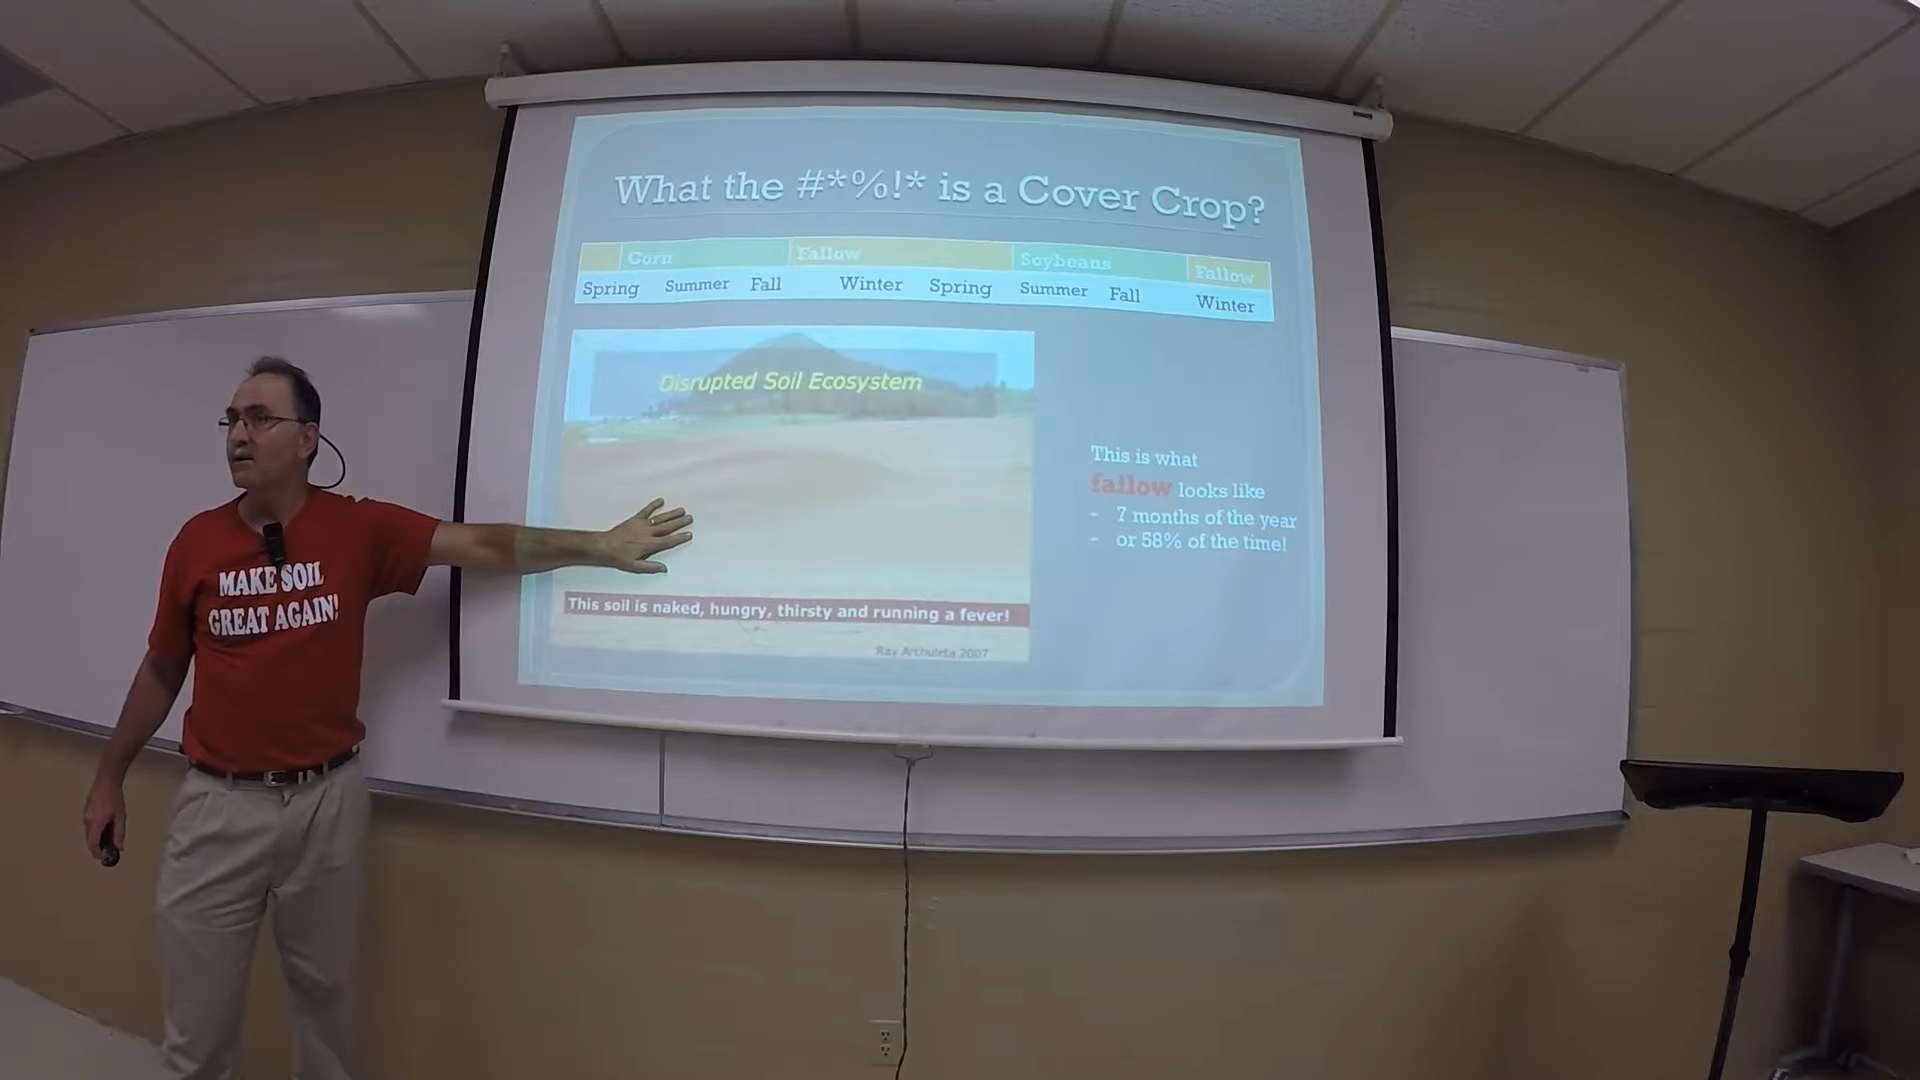 What the #*%!* is a Cover Crop?
Corn Fallow Soybeans Fallow
Spring Summer Fall Winter Spring Summer Fall Winter
Disrupted Soil Ecosystem
This is what
fallow looks like
- 7 months of the year
- or 58% of the time!
This soil is naked, hungry, thirsty and running a fever!
Ray Archuleta 2007
MAKE SOIL
GREAT AGAIN!